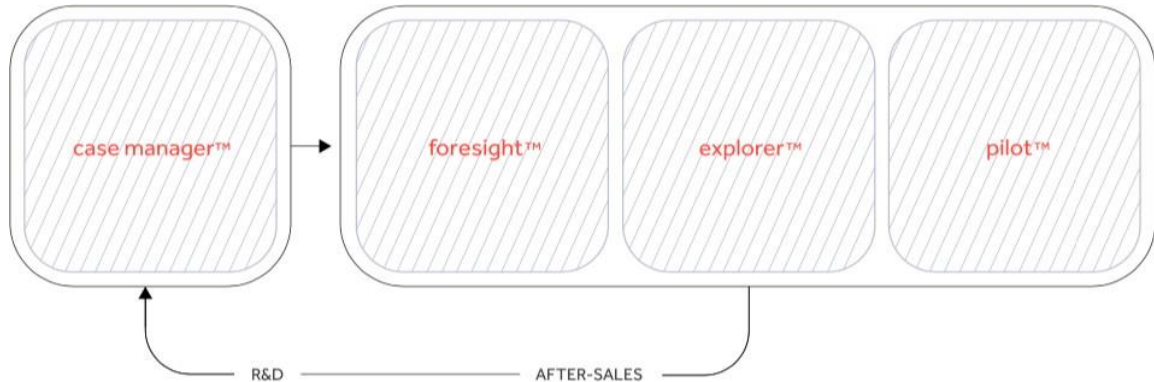 case manager™
foresight™
explorer™
pilot™
R&D
AFTER-SALES